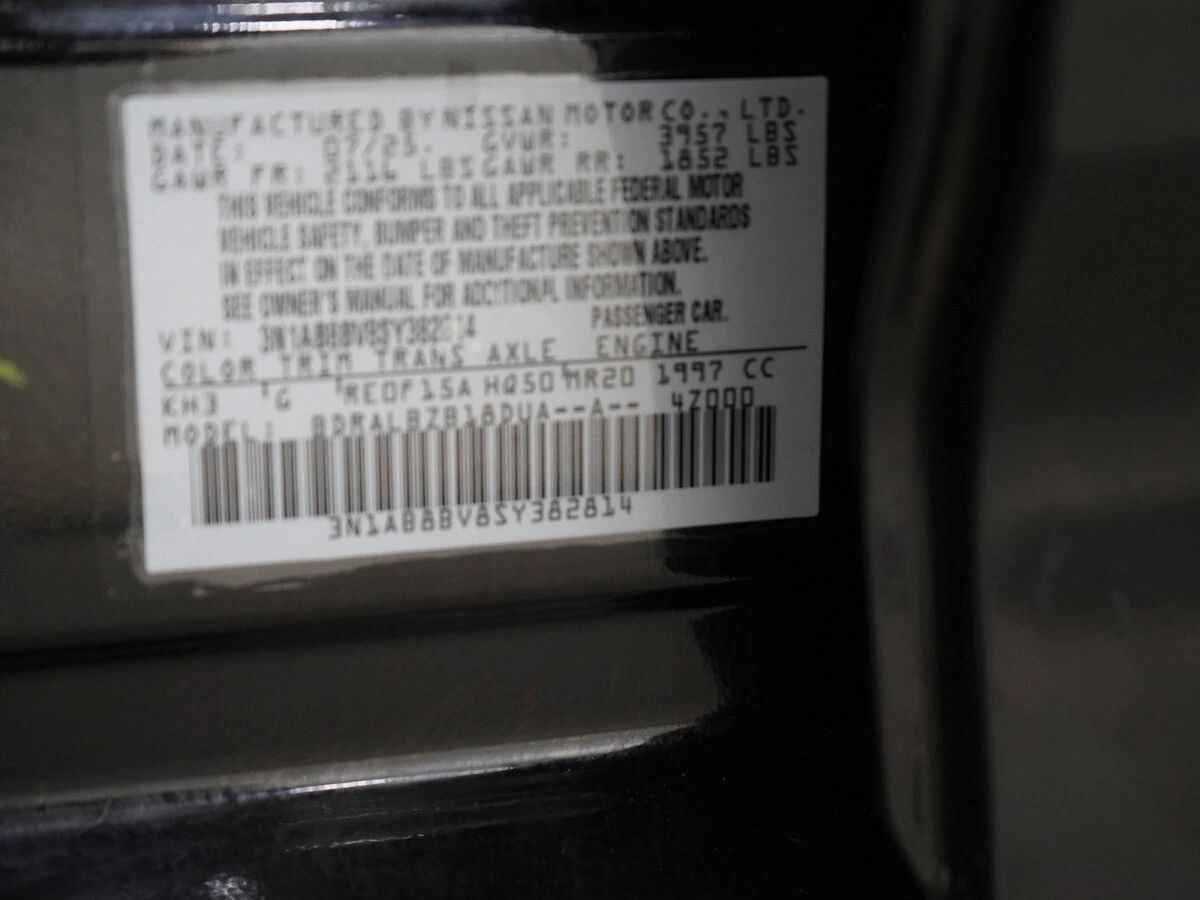 MANUFACTURED BY NISSAN MOTOR CO., LTD.
DATE: 07/25. GVWR: 3957 LBS
GAWR FR: 2116 LBS GAWR RR: 1852 LBS
THIS VEHICLE CONFORMS TO ALL APPLICABLE FEDERAL MOTOR
VEHICLE SAFETY, BUMPER AND THEFT PREVENTION STANDARDS
IN EFFECT ON THE DATE OF MANUFACTURE SHOWN ABOVE.
SEE OWNER'S MANUAL FOR ADDITIONAL INFORMATION.
VIN: 3N1AB8BV8SY382814 PASSENGER CAR.
COLOR TRIM TRANS AXLE ENGINE
KH3 G RE0F15A HQ50 MR20 1997 CC
MODEL: BDRALBZB18DUA--A-- 47000
3N1AB8BV8SY382814